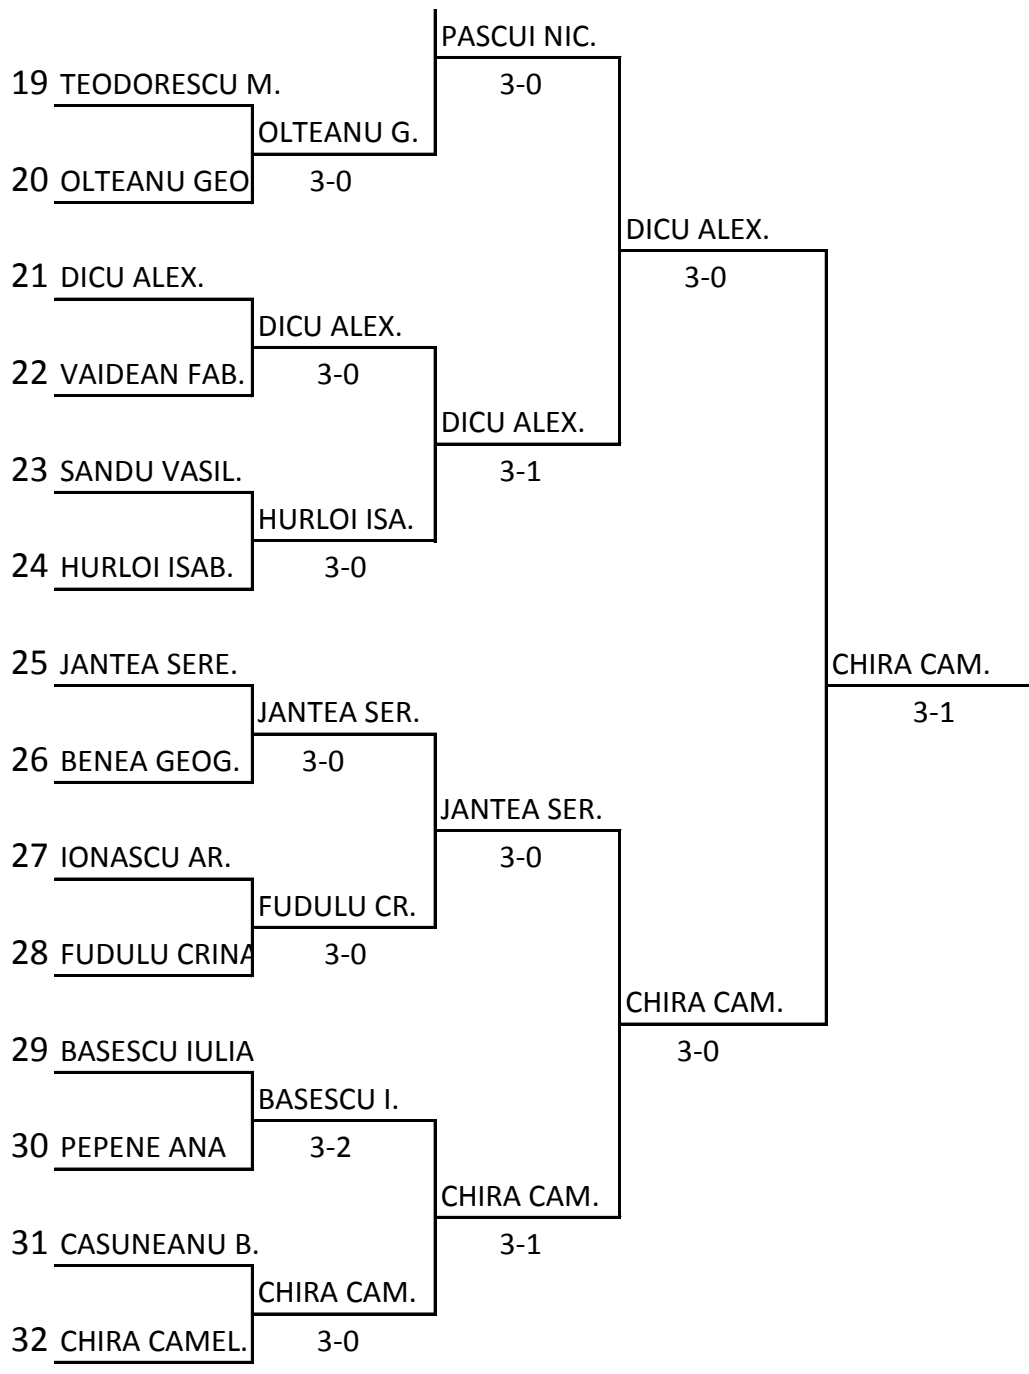 PASCUI NIC.
19 TEODORESCU M. 3-0
OLTEANU G.
20 OLTEANU GEO 3-0
DICU ALEX.
21 DICU ALEX. 3-0
DICU ALEX.
22 VAIDEAN FAB. 3-0
DICU ALEX.
23 SANDU VASIL. 3-1
HURLOI ISA.
24 HURLOI ISAB. 3-0
25 JANTEA SERE. CHIRA CAM.
JANTEA SER. 3-1
26 BENEA GEOG. 3-0
JANTEA SER.
27 IONASCU AR. 3-0
FUDULU CR.
28 FUDULU CRINA 3-0
CHIRA CAM.
29 BASESCU IULIA 3-0
BASESCU I.
30 PEPENE ANA 3-2
CHIRA CAM.
31 CASUNEANU B. 3-1
CHIRA CAM.
32 CHIRA CAMEL. 3-0